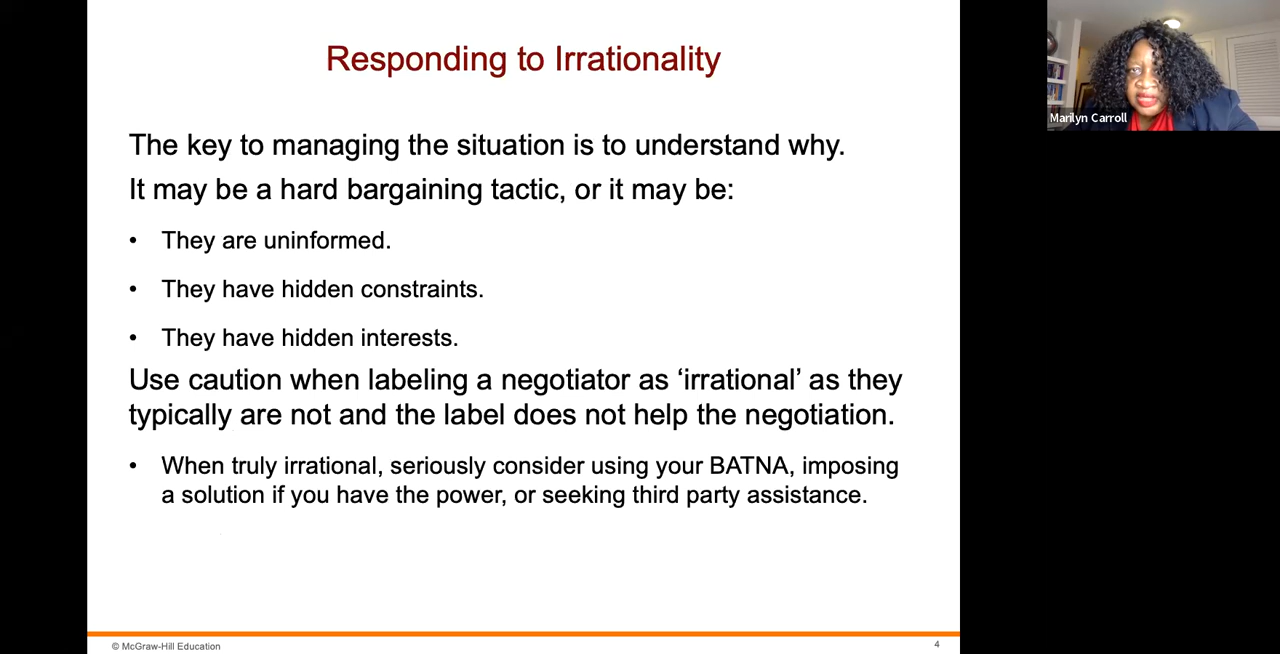 Responding to Irrationality
The key to managing the situation is to understand why.
It may be a hard bargaining tactic, or it may be:
• They are uninformed.
• They have hidden constraints.
• They have hidden interests.
Use caution when labeling a negotiator as ‘irrational’ as they
typically are not and the label does not help the negotiation.
• When truly irrational, seriously consider using your BATNA, imposing
a solution if you have the power, or seeking third party assistance.
© McGraw-Hill Education
4
Marilyn Carroll